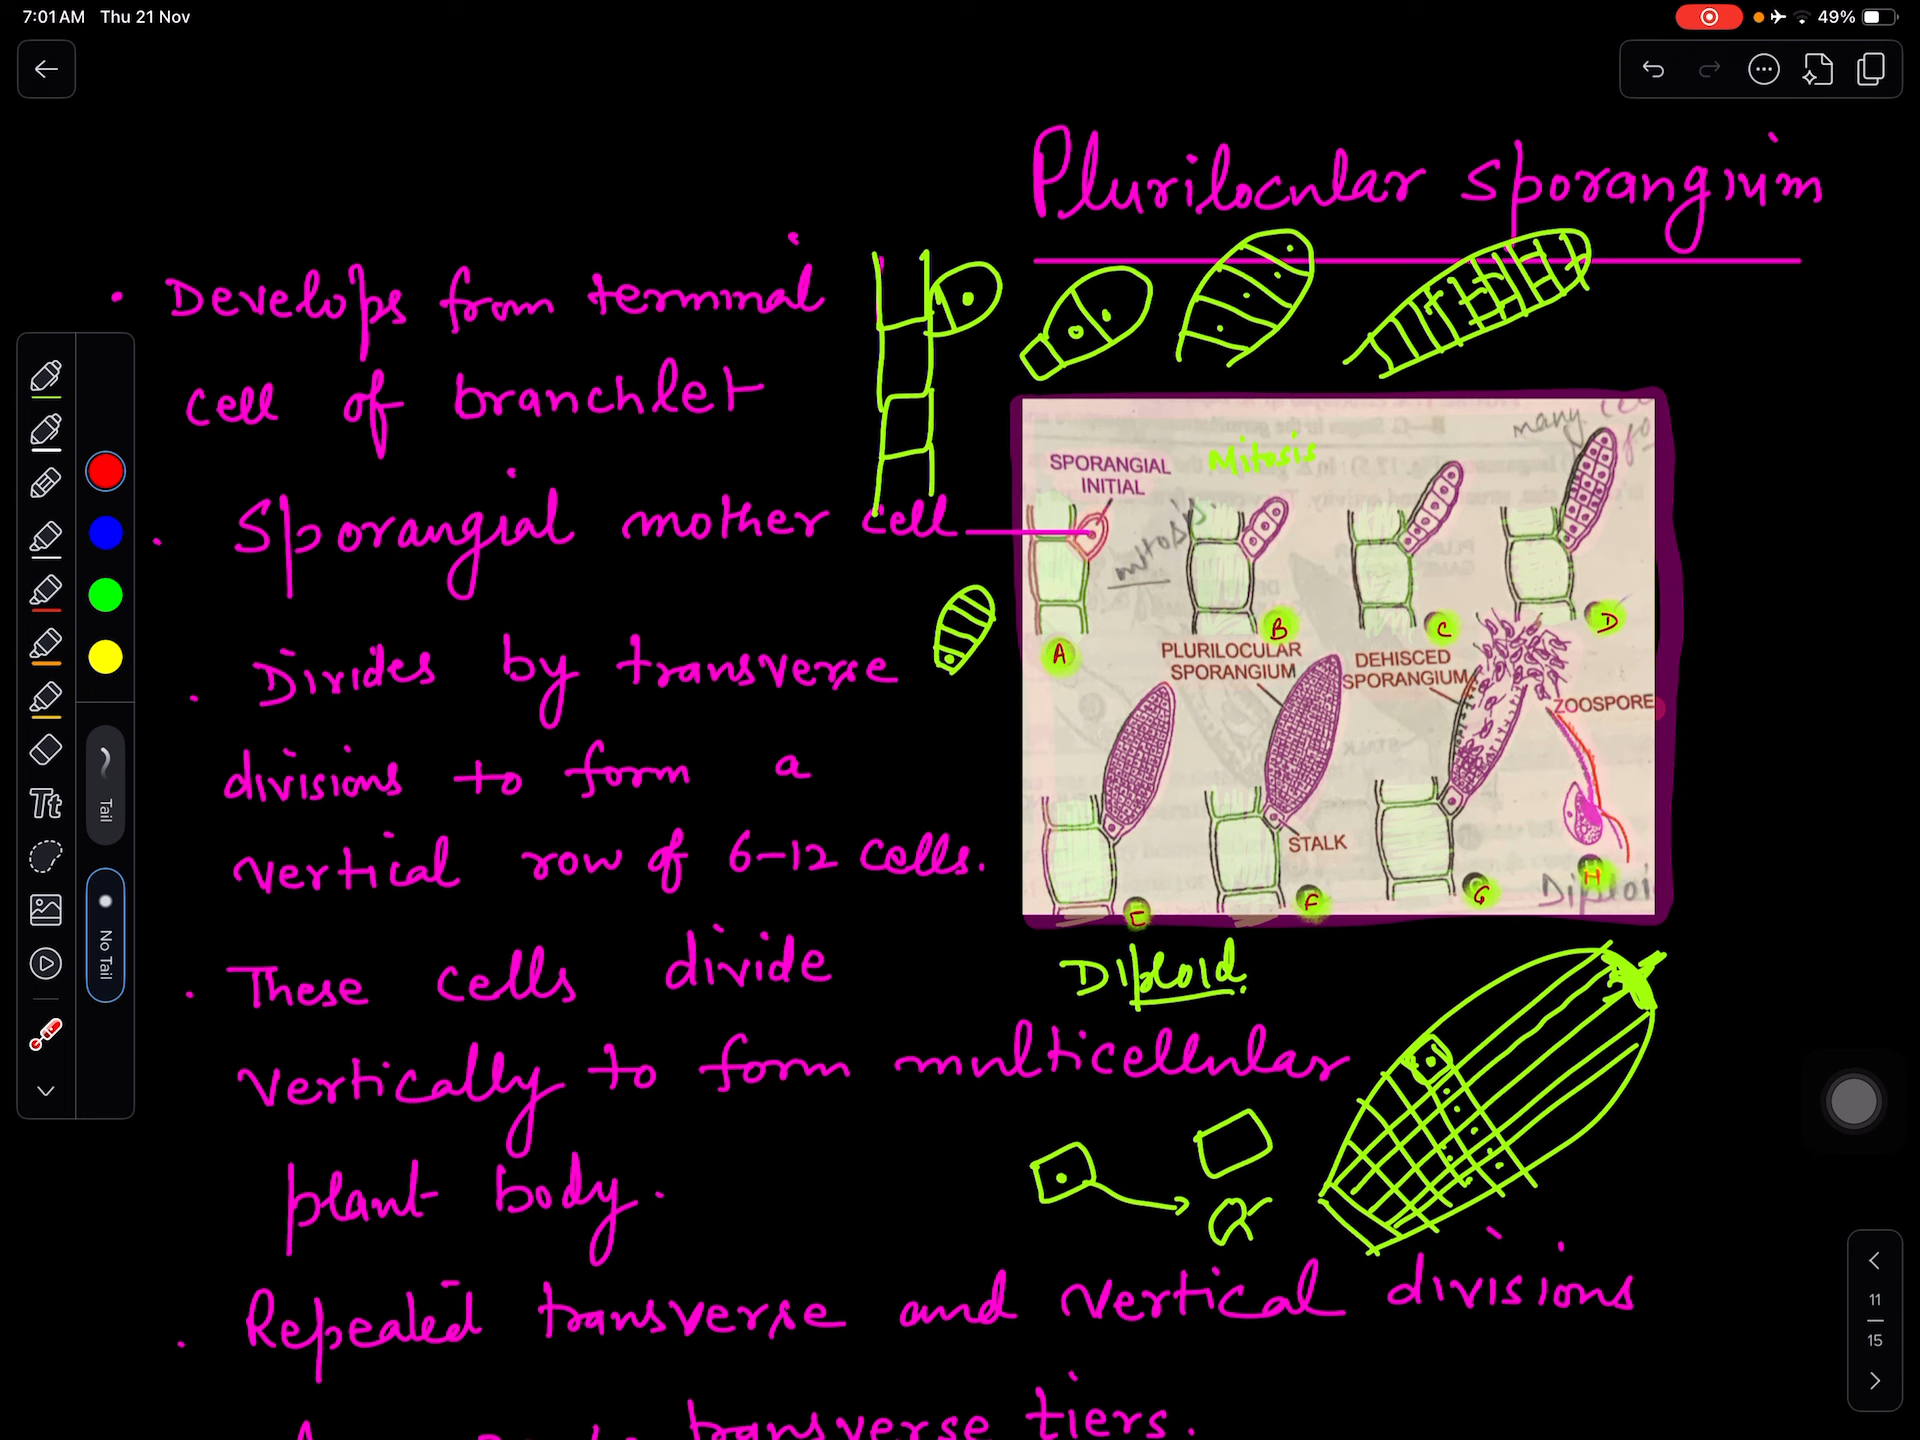 7:01 AM Thu 21 Nov
49%
Plurilocular sporangium
• Develops from terminal
cell of branchlet
• Sporangial mother cell
• Divides by transverse
divisions to form a
vertical row of 6-12 cells.
• These cells divide
vertically to form multicellular
plant body.
• Repeated transverse and vertical divisions
transverse tiers.
many
SPORANGIAL
INITIAL
Mitosis
mitosis
A
B
C
D
PLURILOCULAR
SPORANGIUM
DEHISCED
SPORANGIUM
ZOOSPORE
STALK
E
F
G
H
Diploi
Diploid.
Tt
Tail
No Tail
11
15